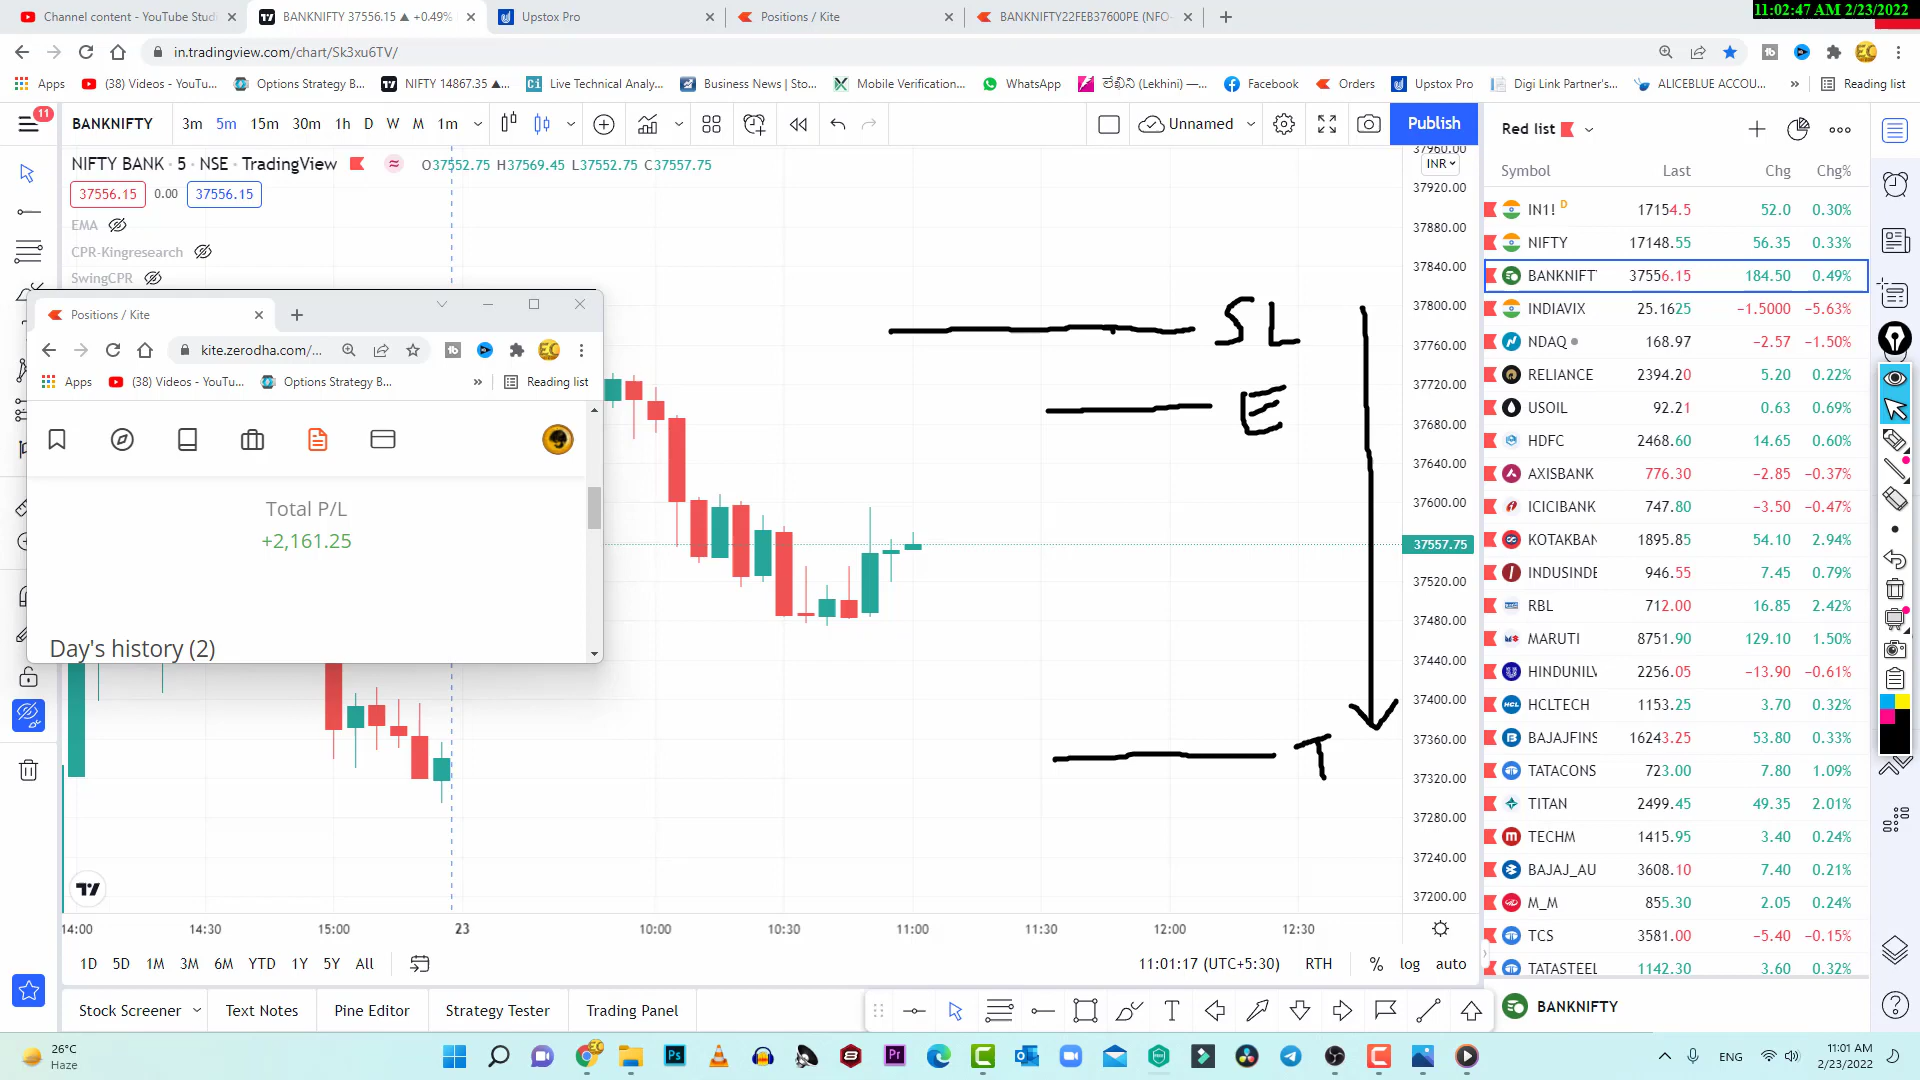 11:02:47 AM 2/23/2022
Channel content - YouTube Studi
BANKNIFTY 37556.15 ▲ +0.49%
Upstox Pro
Positions / Kite
BANKNIFTY22FEB37600PE (NFO
in.tradingview.com/chart/Sk3xu6TV/
Apps
(38) Videos - YouTu...
Options Strategy B...
NIFTY 14867.35 ▲...
Live Technical Analy...
Business News | Sto...
Mobile Verification...
WhatsApp
Facebook
Orders
Upstox Pro
Digi Link Partner's...
ALICEBLUE ACCOU...
»
Reading list
11
BANKNIFTY
3m 5m 15m 30m 1h D W M 1m
Unnamed
Publish
NIFTY BANK · 5 · NSE · TradingView
O37552.75 H37569.45 L37552.75 C37557.75
37556.15 0.00 37556.15
EMA
CPR-Kingresearch
SwingCPR
Positions / Kite
kite.zerodha.com/...
Apps
(38) Videos - YouTu...
Options Strategy B...
»
Reading list
Total P/L
+2,161.25
Day's history (2)
SL
E
T
37960.00
INR
37920.00
37880.00
37840.00
37800.00
37760.00
37720.00
37680.00
37640.00
37600.00
37557.75
37520.00
37480.00
37440.00
37400.00
37360.00
37320.00
37280.00
37240.00
37200.00
14:00 14:30 15:00 23 10:00 10:30 11:00 11:30 12:00 12:30
1D 5D 1M 3M 6M YTD 1Y 5Y All
11:01:17 (UTC+5:30) RTH % log auto
Stock Screener Text Notes Pine Editor Strategy Tester Trading Panel
Red list
Symbol Last Chg Chg%
IN1! D 17154.5 52.0 0.30%
NIFTY 17148.55 56.35 0.33%
BANKNIFT 37556.15 184.50 0.49%
INDIAVIX 25.1625 −1.5000 −5.63%
NDAQ 168.97 −2.57 −1.50%
RELIANCE 2394.20 5.20 0.22%
USOIL 92.21 0.63 0.69%
HDFC 2468.60 14.65 0.60%
AXISBANK 776.30 −2.85 −0.37%
ICICIBANK 747.80 −3.50 −0.47%
KOTAKBAN 1895.85 54.10 2.94%
INDUSINDE 946.55 7.45 0.79%
RBL 712.00 16.85 2.42%
MARUTI 8751.90 129.10 1.50%
HINDUNILV 2256.05 −13.90 −0.61%
HCLTECH 1153.25 3.70 0.32%
BAJAJFINS 16243.25 53.80 0.33%
TATACONS 723.00 7.80 1.09%
TITAN 2499.45 49.35 2.01%
TECHM 1415.95 3.40 0.24%
BAJAJ_AU 3608.10 7.40 0.21%
M_M 855.30 2.05 0.24%
TCS 3581.00 −5.40 −0.15%
TATASTEEL 1142.30 3.60 0.32%
BANKNIFTY
26°C
Haze
ENG
11:01 AM
2/23/2022